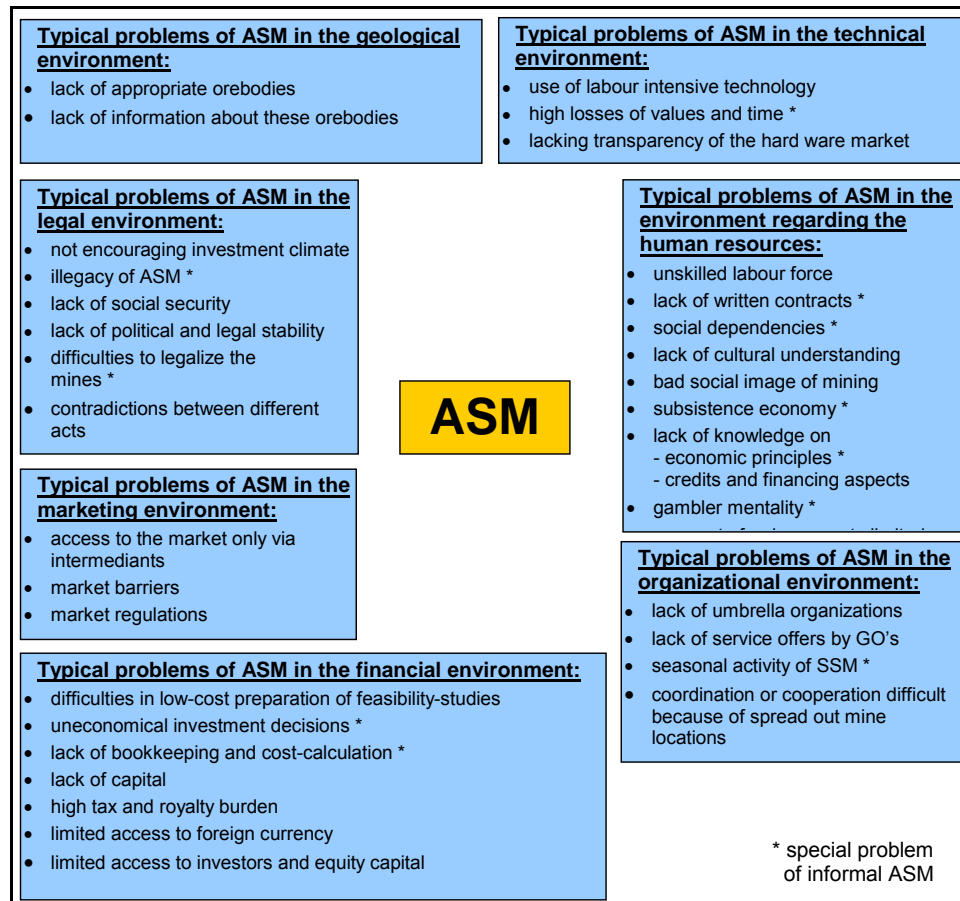 Typical problems of ASM in the geological
environment:
• lack of appropriate orebodies
• lack of information about these orebodies
Typical problems of ASM in the technical
environment:
• use of labour intensive technology
• high losses of values and time *
• lacking transparency of the hard ware market
Typical problems of ASM in the
legal environment:
• not encouraging investment climate
• illegacy of ASM *
• lack of social security
• lack of political and legal stability
• difficulties to legalize the
mines *
• contradictions between different
acts
ASM
Typical problems of ASM in the
environment regarding the
human resources:
• unskilled labour force
• lack of written contracts *
• social dependencies *
• lack of cultural understanding
• bad social image of mining
• subsistence economy *
• lack of knowledge on
- economic principles *
- credits and financing aspects
• gambler mentality *
Typical problems of ASM in the
marketing environment:
• access to the market only via
intermediants
• market barriers
• market regulations
Typical problems of ASM in the
organizational environment:
• lack of umbrella organizations
• lack of service offers by GO's
• seasonal activity of SSM *
• coordination or cooperation difficult
because of spread out mine
locations
Typical problems of ASM in the financial environment:
• difficulties in low-cost preparation of feasibility-studies
• uneconomical investment decisions *
• lack of bookkeeping and cost-calculation *
• lack of capital
• high tax and royalty burden
• limited access to foreign currency
• limited access to investors and equity capital
* special problem
of informal ASM